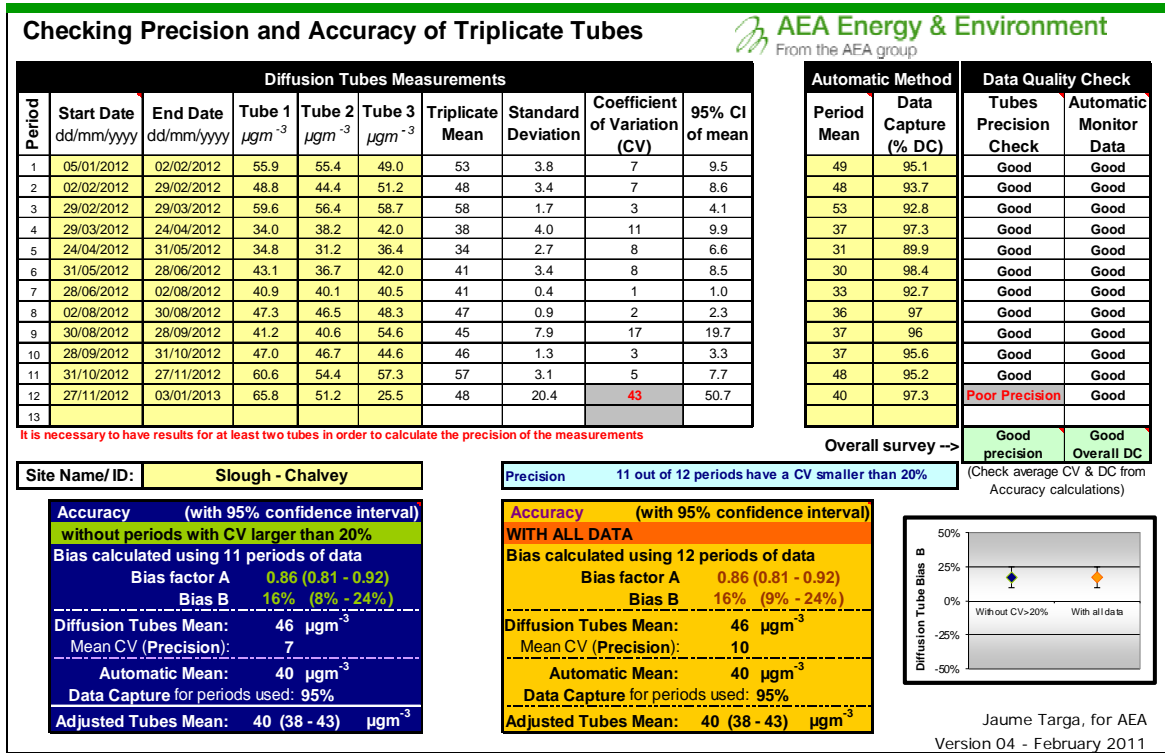 Checking Precision and Accuracy of Triplicate Tubes
AEA Energy & Environment
From the AEA group
Diffusion Tubes Measurements
Period Start Date dd/mm/yyyy End Date dd/mm/yyyy Tube 1 µgm-3 Tube 2 µgm-3 Tube 3 µgm-3 Triplicate Mean Standard Deviation Coefficient of Variation (CV) 95% CI of mean
Automatic Method
Period Mean Data Capture (% DC)
Data Quality Check
Tubes Precision Check Automatic Monitor Data
1 05/01/2012 02/02/2012 55.9 55.4 49.0 53 3.8 7 9.5 49 95.1 Good Good
2 02/02/2012 29/02/2012 48.8 44.4 51.2 48 3.4 7 8.6 48 93.7 Good Good
3 29/02/2012 29/03/2012 59.6 56.4 58.7 58 1.7 3 4.1 53 92.8 Good Good
4 29/03/2012 24/04/2012 34.0 38.2 42.0 38 4.0 11 9.9 37 97.3 Good Good
5 24/04/2012 31/05/2012 34.8 31.2 36.4 34 2.7 8 6.6 31 89.9 Good Good
6 31/05/2012 28/06/2012 43.1 36.7 42.0 41 3.4 8 8.5 30 98.4 Good Good
7 28/06/2012 02/08/2012 40.9 40.1 40.5 41 0.4 1 1.0 33 92.7 Good Good
8 02/08/2012 30/08/2012 47.3 46.5 48.3 47 0.9 2 2.3 36 97 Good Good
9 30/08/2012 28/09/2012 41.2 40.6 54.6 45 7.9 17 19.7 37 96 Good Good
10 28/09/2012 31/10/2012 47.0 46.7 44.6 46 1.3 3 3.3 37 95.6 Good Good
11 31/10/2012 27/11/2012 60.6 54.4 57.3 57 3.1 5 7.7 48 95.2 Good Good
12 27/11/2012 03/01/2013 65.8 51.2 25.5 48 20.4 43 50.7 40 97.3 Poor Precision Good
13
It is necessary to have results for at least two tubes in order to calculate the precision of the measurements
Overall survey --> Good precision Good Overall DC
(Check average CV & DC from
Accuracy calculations)
Site Name/ ID: Slough - Chalvey
Precision 11 out of 12 periods have a CV smaller than 20%
Accuracy (with 95% confidence interval)
without periods with CV larger than 20%
Bias calculated using 11 periods of data
Bias factor A 0.86 (0.81 - 0.92)
Bias B 16% (8% - 24%)
Diffusion Tubes Mean: 46 µgm-3
Mean CV (Precision): 7
Automatic Mean: 40 µgm-3
Data Capture for periods used: 95%
Adjusted Tubes Mean: 40 (38 - 43) µgm-3
Accuracy (with 95% confidence interval)
WITH ALL DATA
Bias calculated using 12 periods of data
Bias factor A 0.86 (0.81 - 0.92)
Bias B 16% (9% - 24%)
Diffusion Tubes Mean: 46 µgm-3
Mean CV (Precision): 10
Automatic Mean: 40 µgm-3
Data Capture for periods used: 95%
Adjusted Tubes Mean: 40 (38 - 43) µgm-3
Diffusion Tube Bias B
50%
25%
0%
-25%
-50%
Without CV>20% With all data
Jaume Targa, for AEA
Version 04 - February 2011